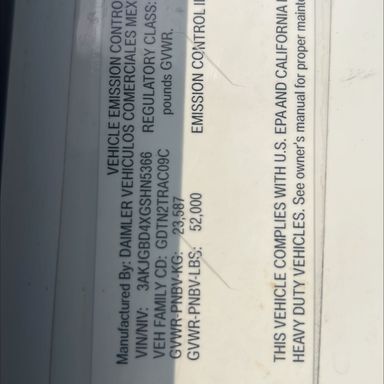 VEHICLE EMISSION CONTRO
Manufactured By: DAIMLER VEHICULOS COMERCIALES MEX
VIN/NIV: 3AKJGBD4XGSHN5366 REGULATORY CLASS:
VEH FAMILY CD: GDTN2TRAC09C pounds GVWR.
GVWR-PNBV-KG: 23,587
GVWR-PNBV-LBS: 52,000 EMISSION CONTROL I
THIS VEHICLE COMPLIES WITH U.S. EPA AND CALIFORNIA
HEAVY DUTY VEHICLES. See owner's manual for proper mainte